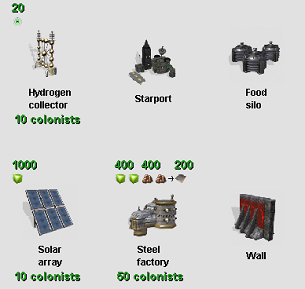 20
Hydrogen
collector
10 colonists
Starport
Food
silo
1000
Solar
array
10 colonists
400 400 200
Steel
factory
50 colonists
Wall